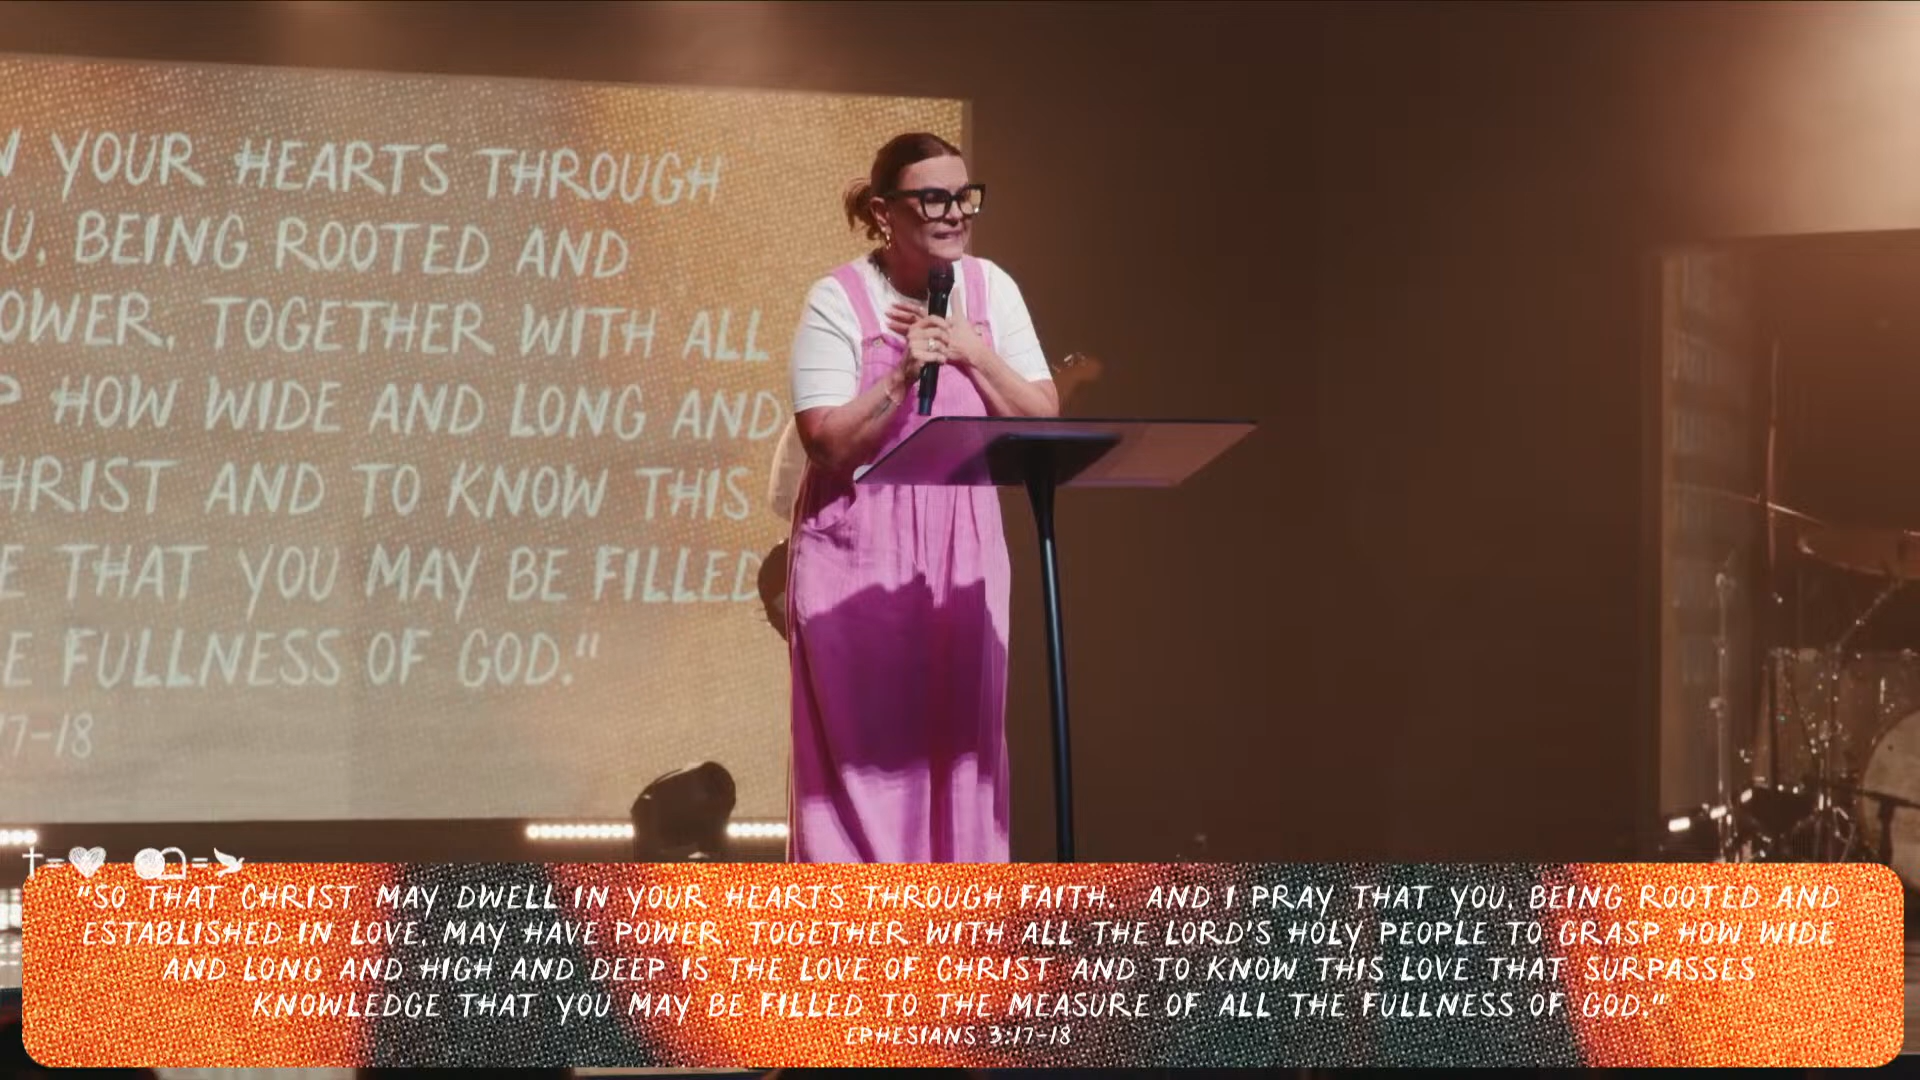 N YOUR HEARTS THROUGH
U, BEING ROOTED AND
OWER, TOGETHER WITH ALL
P HOW WIDE AND LONG AND
HRIST AND TO KNOW THIS
E THAT YOU MAY BE FILLED
E FULLNESS OF GOD."
17-18
"SO THAT CHRIST MAY DWELL IN YOUR HEARTS THROUGH FAITH. AND I PRAY THAT YOU, BEING ROOTED AND
ESTABLISHED IN LOVE, MAY HAVE POWER, TOGETHER WITH ALL THE LORD'S HOLY PEOPLE TO GRASP HOW WIDE
AND LONG AND HIGH AND DEEP IS THE LOVE OF CHRIST AND TO KNOW THIS LOVE THAT SURPASSES
KNOWLEDGE THAT YOU MAY BE FILLED TO THE MEASURE OF ALL THE FULLNESS OF GOD."
EPHESIANS 3:17-18